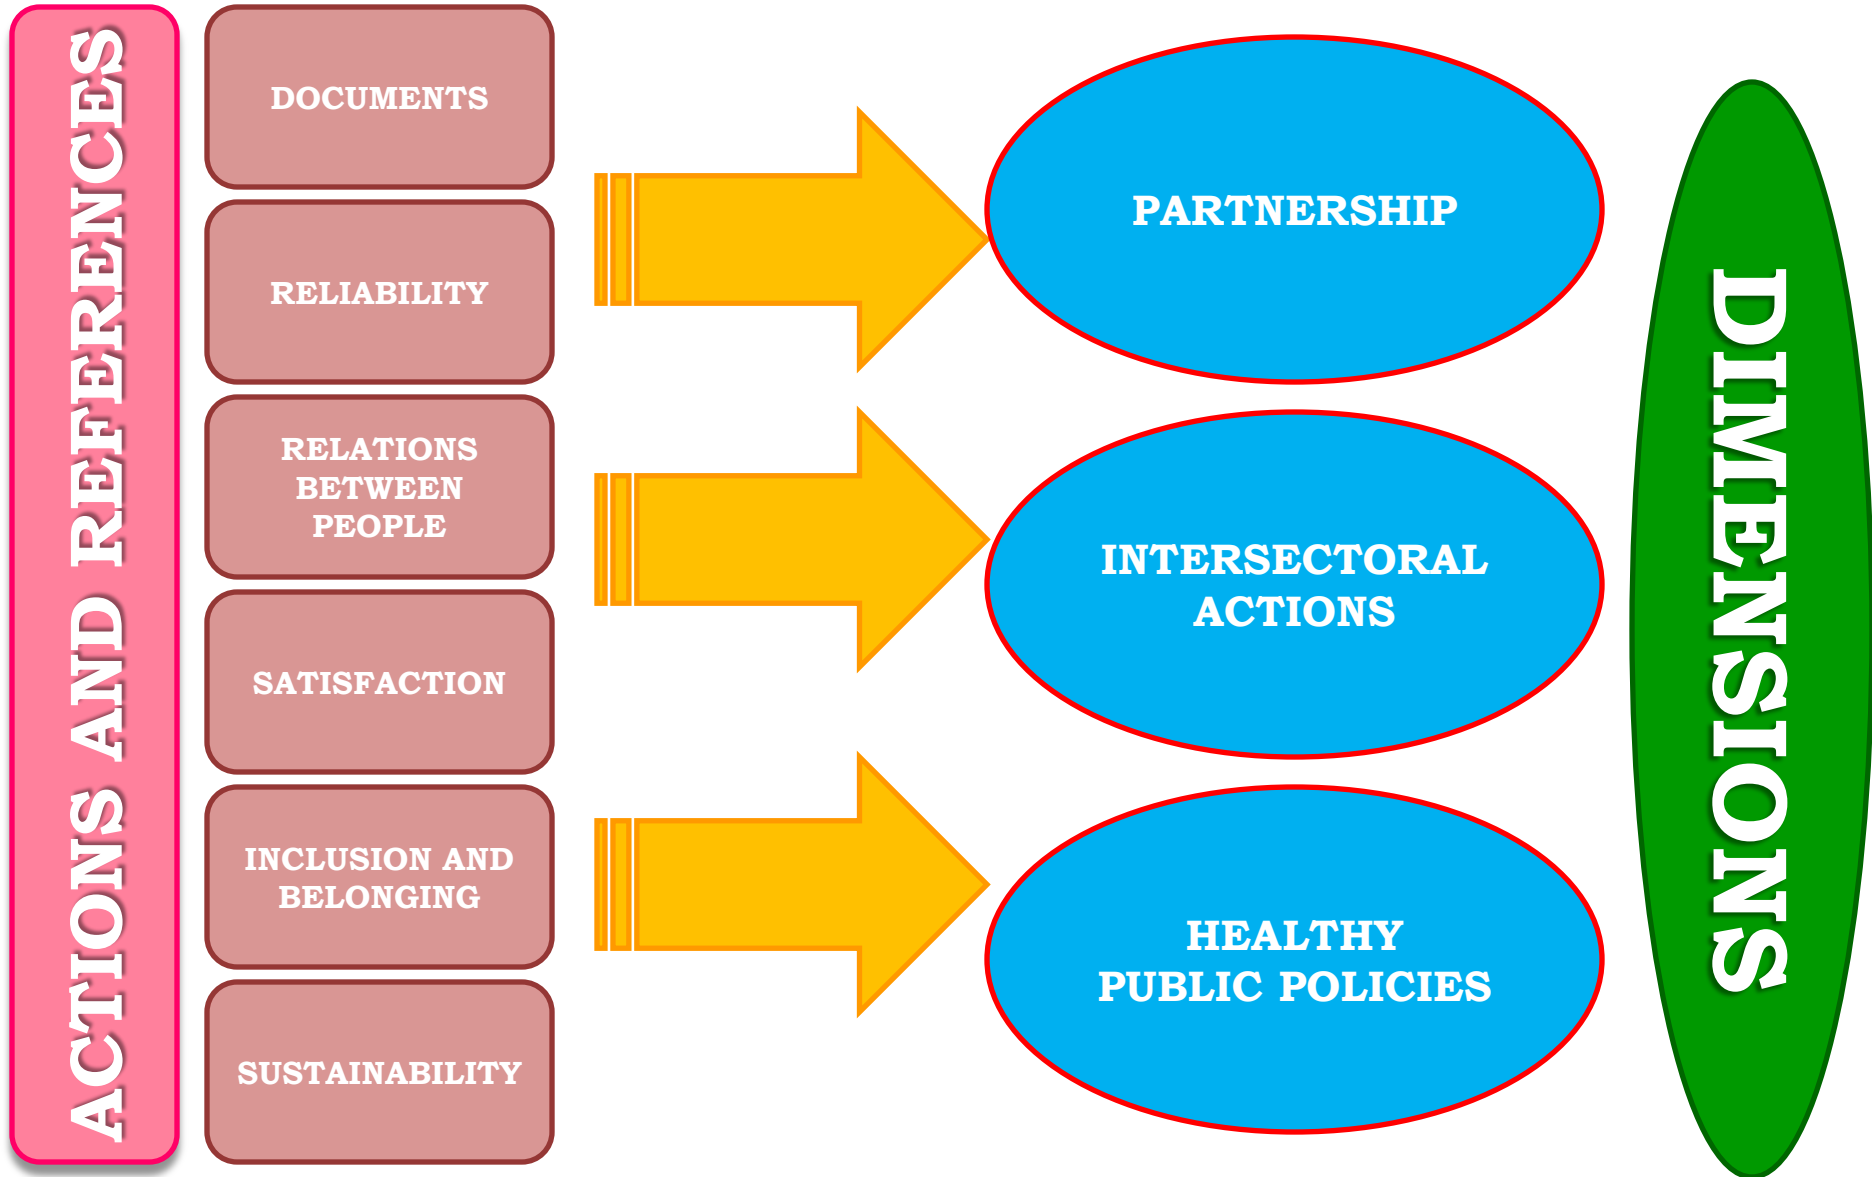 ACTIONS AND REFERENCES
DOCUMENTS
RELIABILITY
RELATIONS
BETWEEN
PEOPLE
SATISFACTION
INCLUSION AND
BELONGING
SUSTAINABILITY
PARTNERSHIP
INTERSECTORAL
ACTIONS
HEALTHY
PUBLIC POLICIES
DIMENSIONS